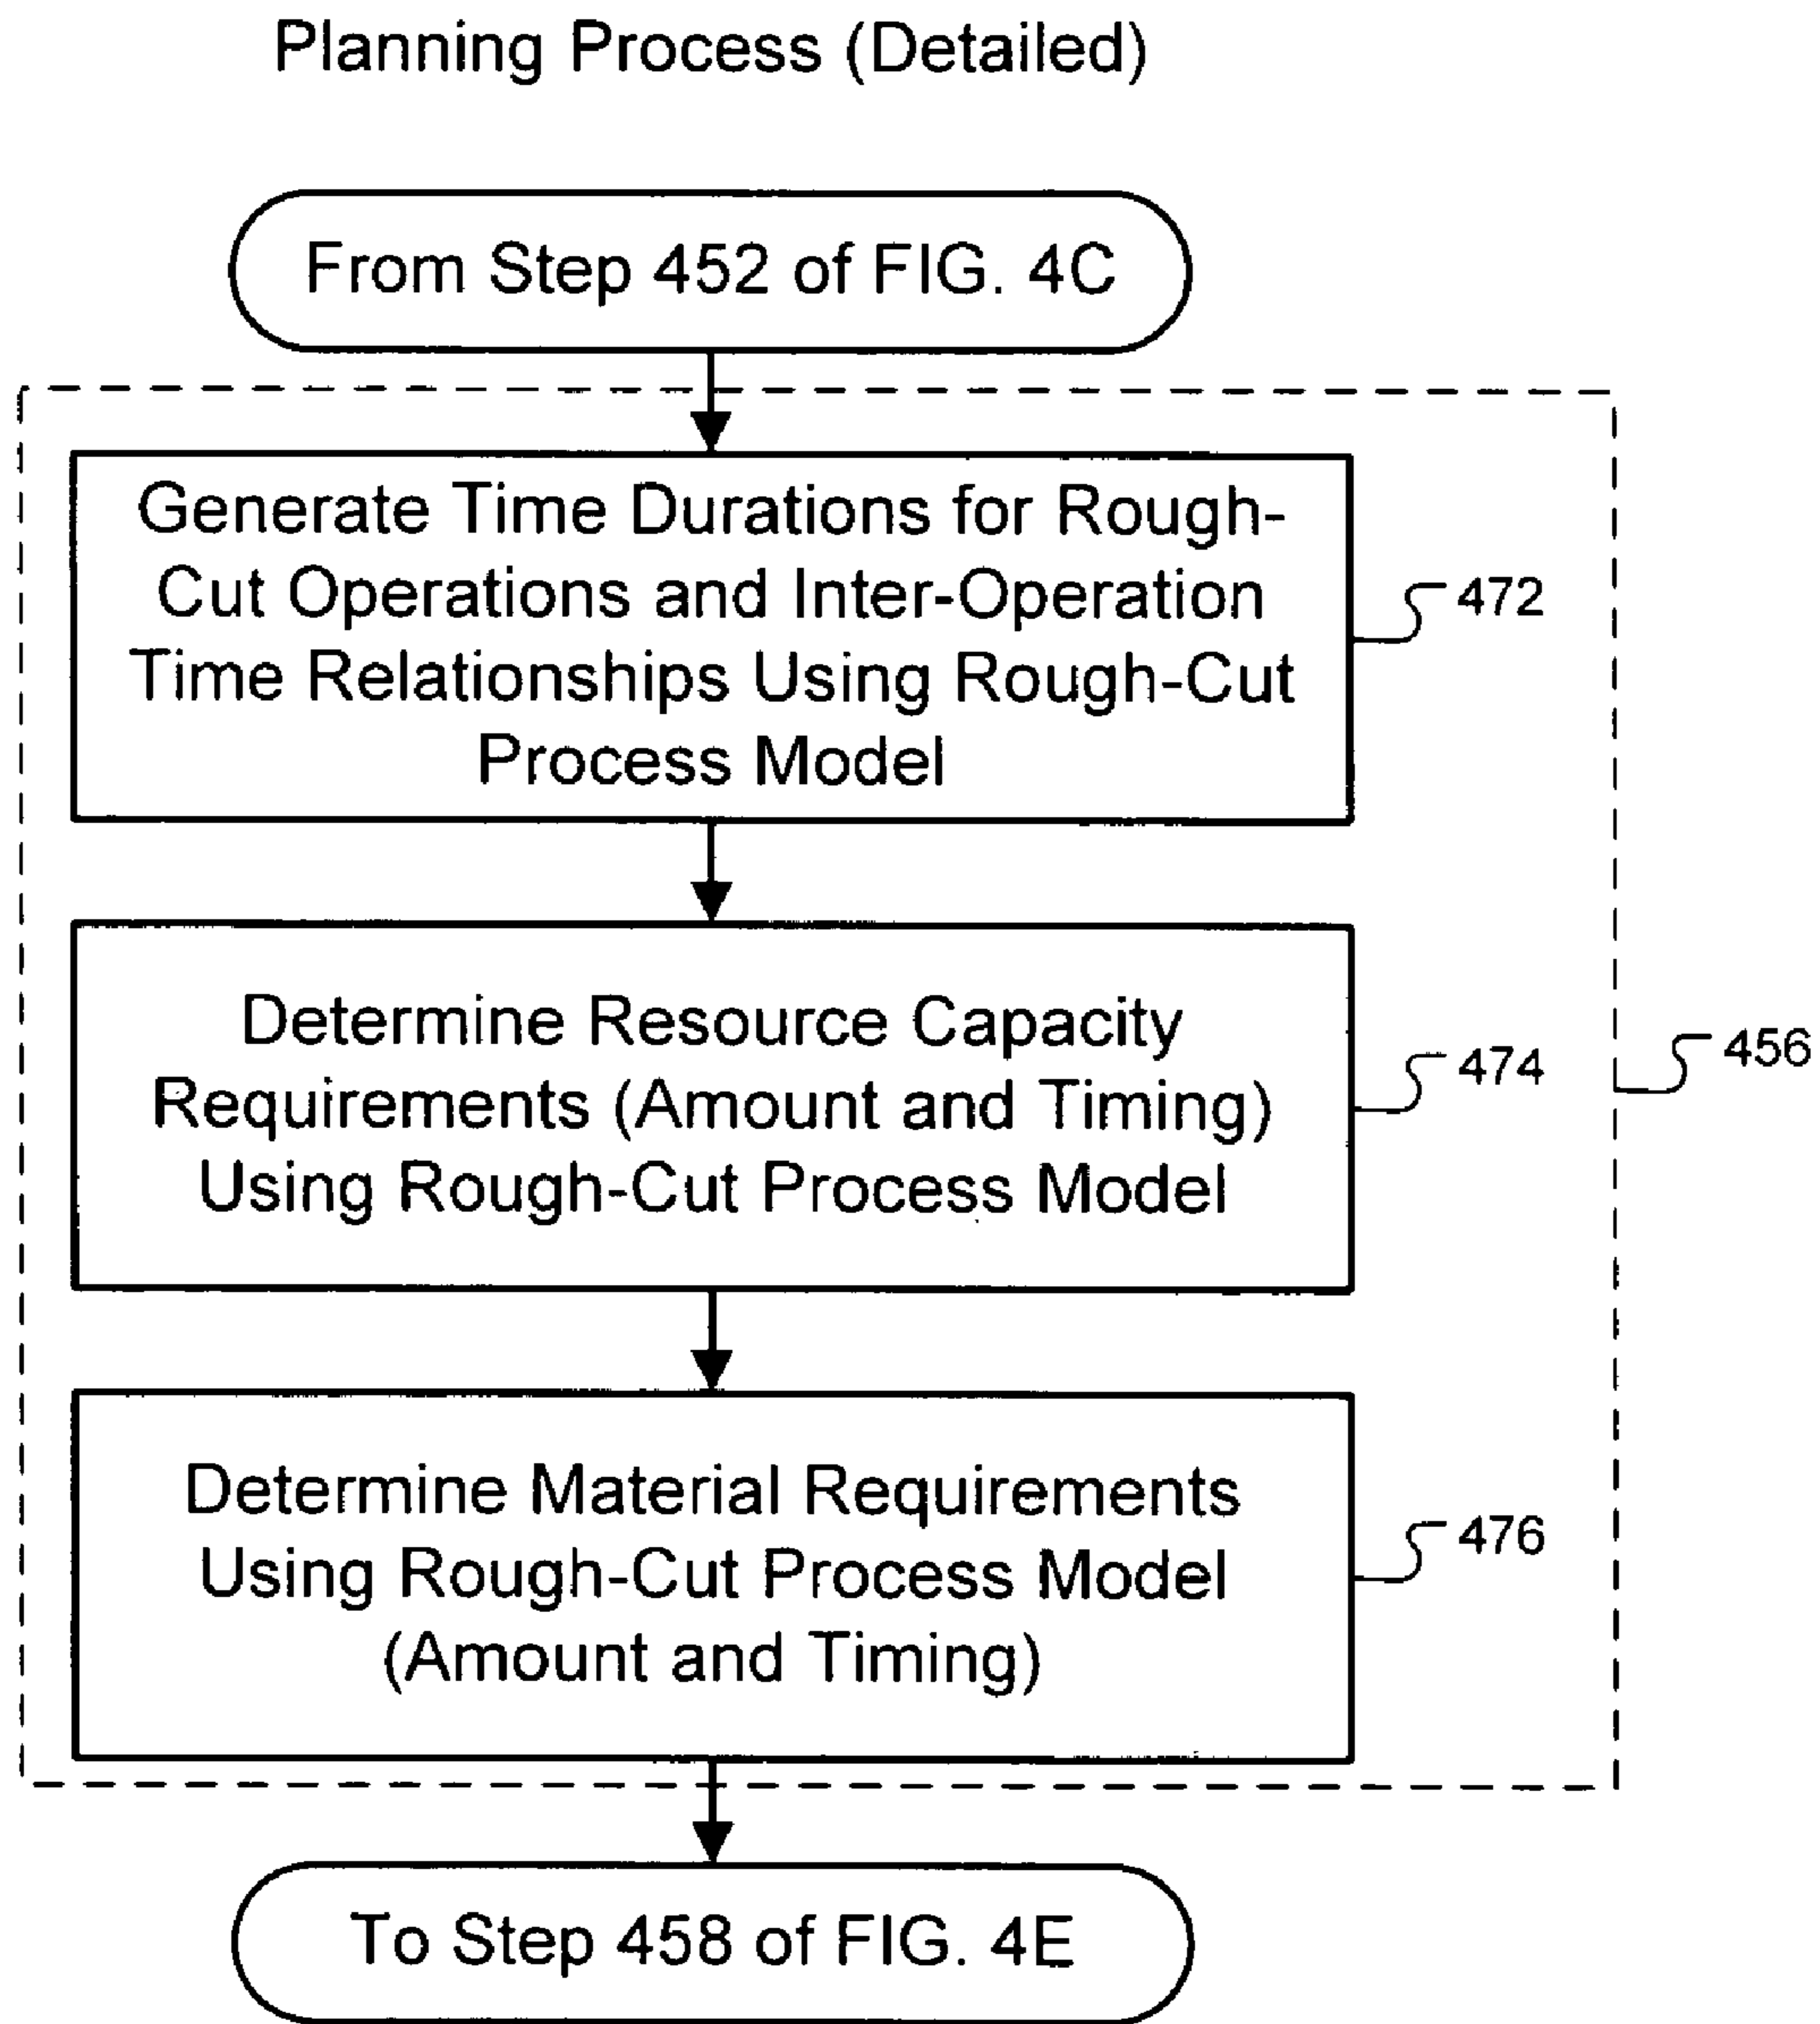 Planning Process (Detailed)
From Step 452 of FIG. 4C
Generate Time Durations for Rough-
Cut Operations and Inter-Operation
Time Relationships Using Rough-Cut
Process Model
472
Determine Resource Capacity
Requirements (Amount and Timing)
Using Rough-Cut Process Model
474
456
Determine Material Requirements
Using Rough-Cut Process Model
(Amount and Timing)
476
To Step 458 of FIG. 4E